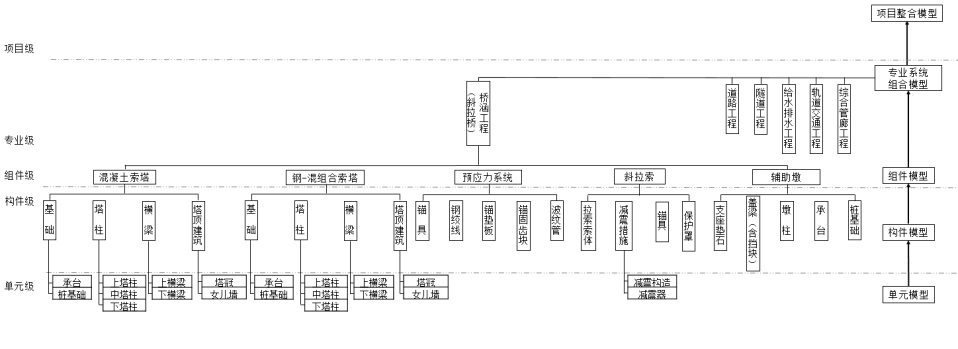 项目整合模型
项目级
专业系统
组合模型
桥涵工程
（斜拉桥）
道路工程
隧道工程
给水排水工程
轨道交通工程
综合管廊工程
专业级
组件级
混凝土索塔
钢-混组合索塔
预应力系统
斜拉索
辅助墩
组件模型
构件级
基础
塔柱
横梁
塔顶建筑
基础
塔柱
横梁
塔顶建筑
锚具
钢绞线
锚垫板
锚固齿块
波纹管
拉索索体
减震措施
锚具
保护罩
支座垫石
盖梁（含挡块）
墩柱
承台
桩基础
构件模型
单元级
承台
桩基础
上塔柱
中塔柱
下塔柱
上横梁
下横梁
塔冠
女儿墙
承台
桩基础
上塔柱
中塔柱
下塔柱
上横梁
下横梁
塔冠
女儿墙
减震构造
减震器
单元模型